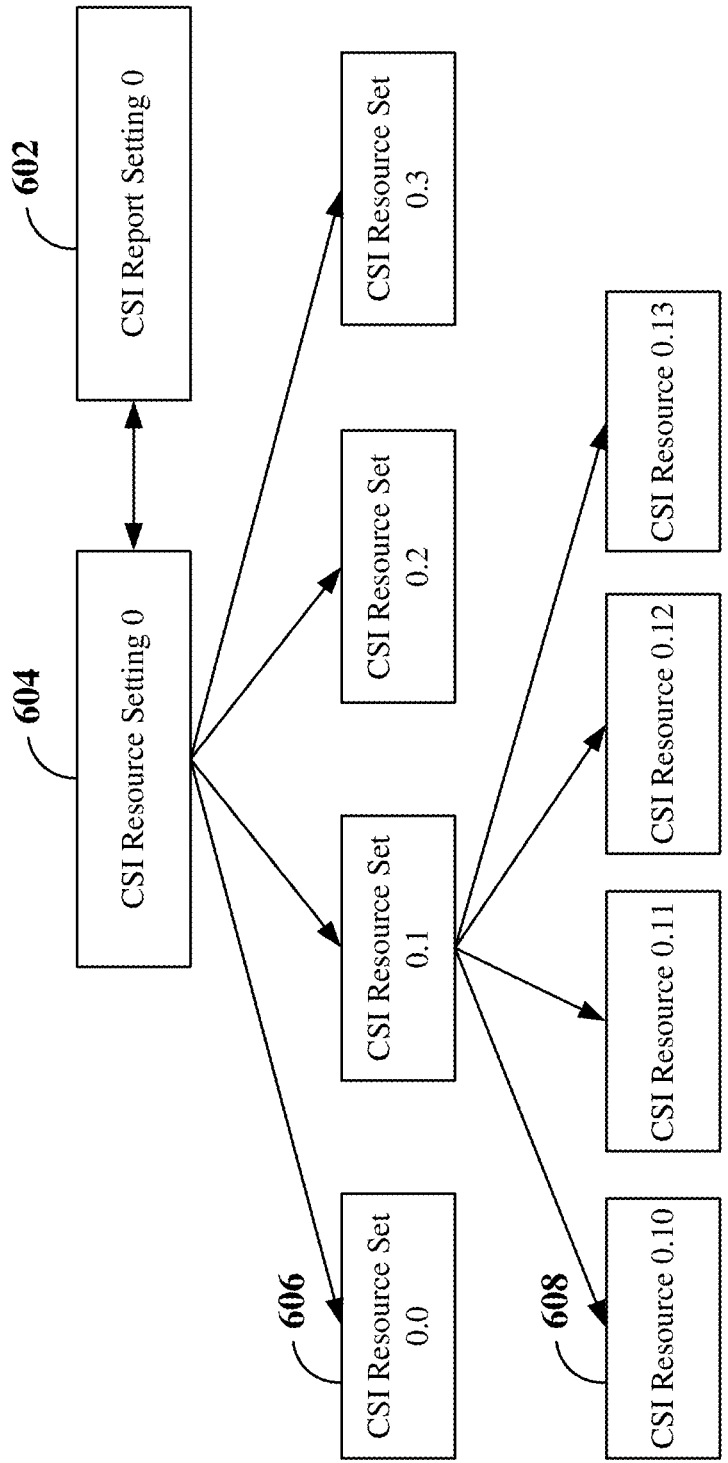 604
CSI Resource Setting 0
602
CSI Report Setting 0
606
CSI Resource Set
0.0
CSI Resource Set
0.1
CSI Resource Set
0.2
CSI Resource Set
0.3
608
CSI Resource 0.10
CSI Resource 0.11
CSI Resource 0.12
CSI Resource 0.13